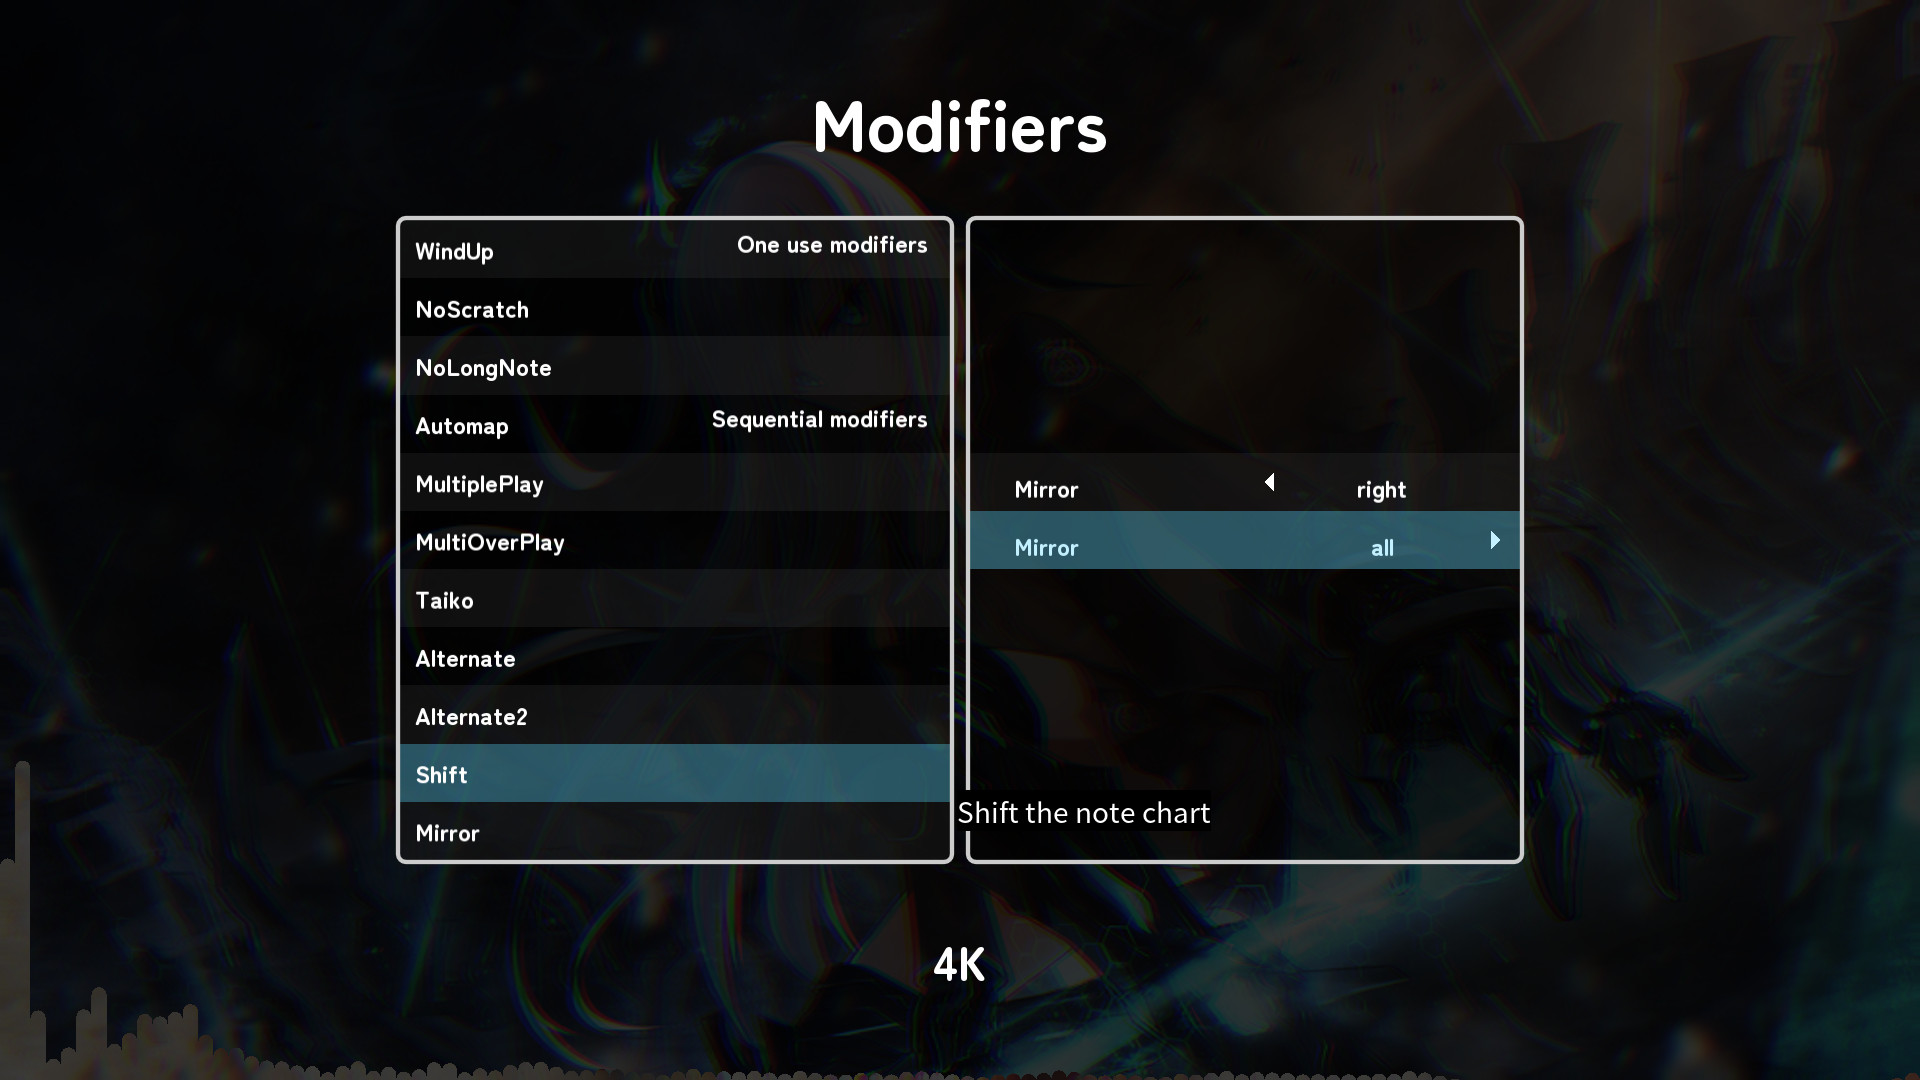 Modifiers
WindUp One use modifiers
NoScratch
NoLongNote
Automap Sequential modifiers
MultiplePlay
MultiOverPlay
Taiko
Alternate
Alternate2
Shift
Mirror
Mirror right
Mirror all
Shift the note chart
4K